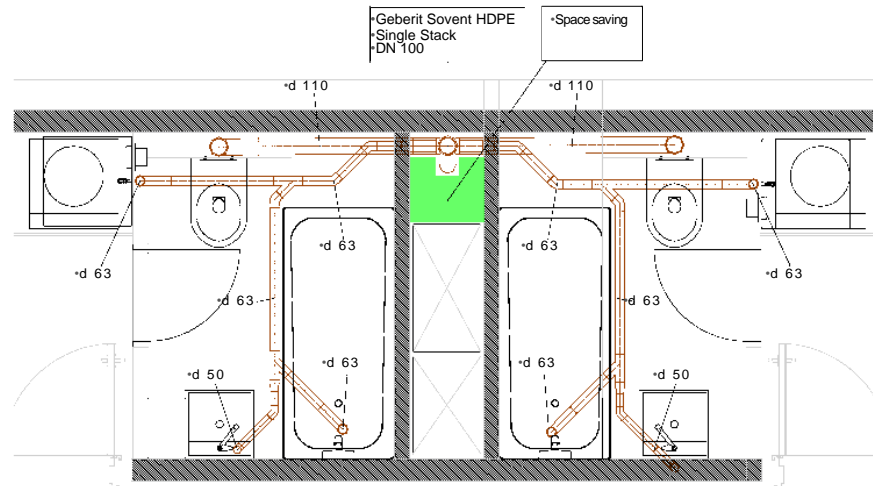 •Geberit Sovent HDPE
•Single Stack
•DN 100
•Space saving
•d 110
•d 110
•d 63
•d 63
•d 63
•d 63
•d 63
•d 63
•d 63
•d 63
•d 50
•d 50